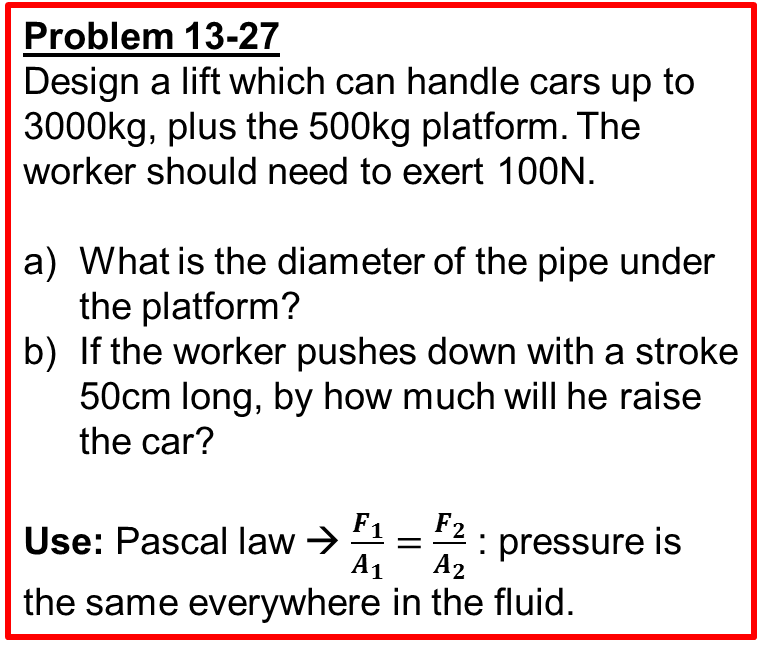 Problem 13-27
Design a lift which can handle cars up to
3000kg, plus the 500kg platform. The
worker should need to exert 100N.
a) What is the diameter of the pipe under
the platform?
b) If the worker pushes down with a stroke
50cm long, by how much will he raise
the car?
Use: Pascal law → F₁/A₁ = F₂/A₂ : pressure is
the same everywhere in the fluid.